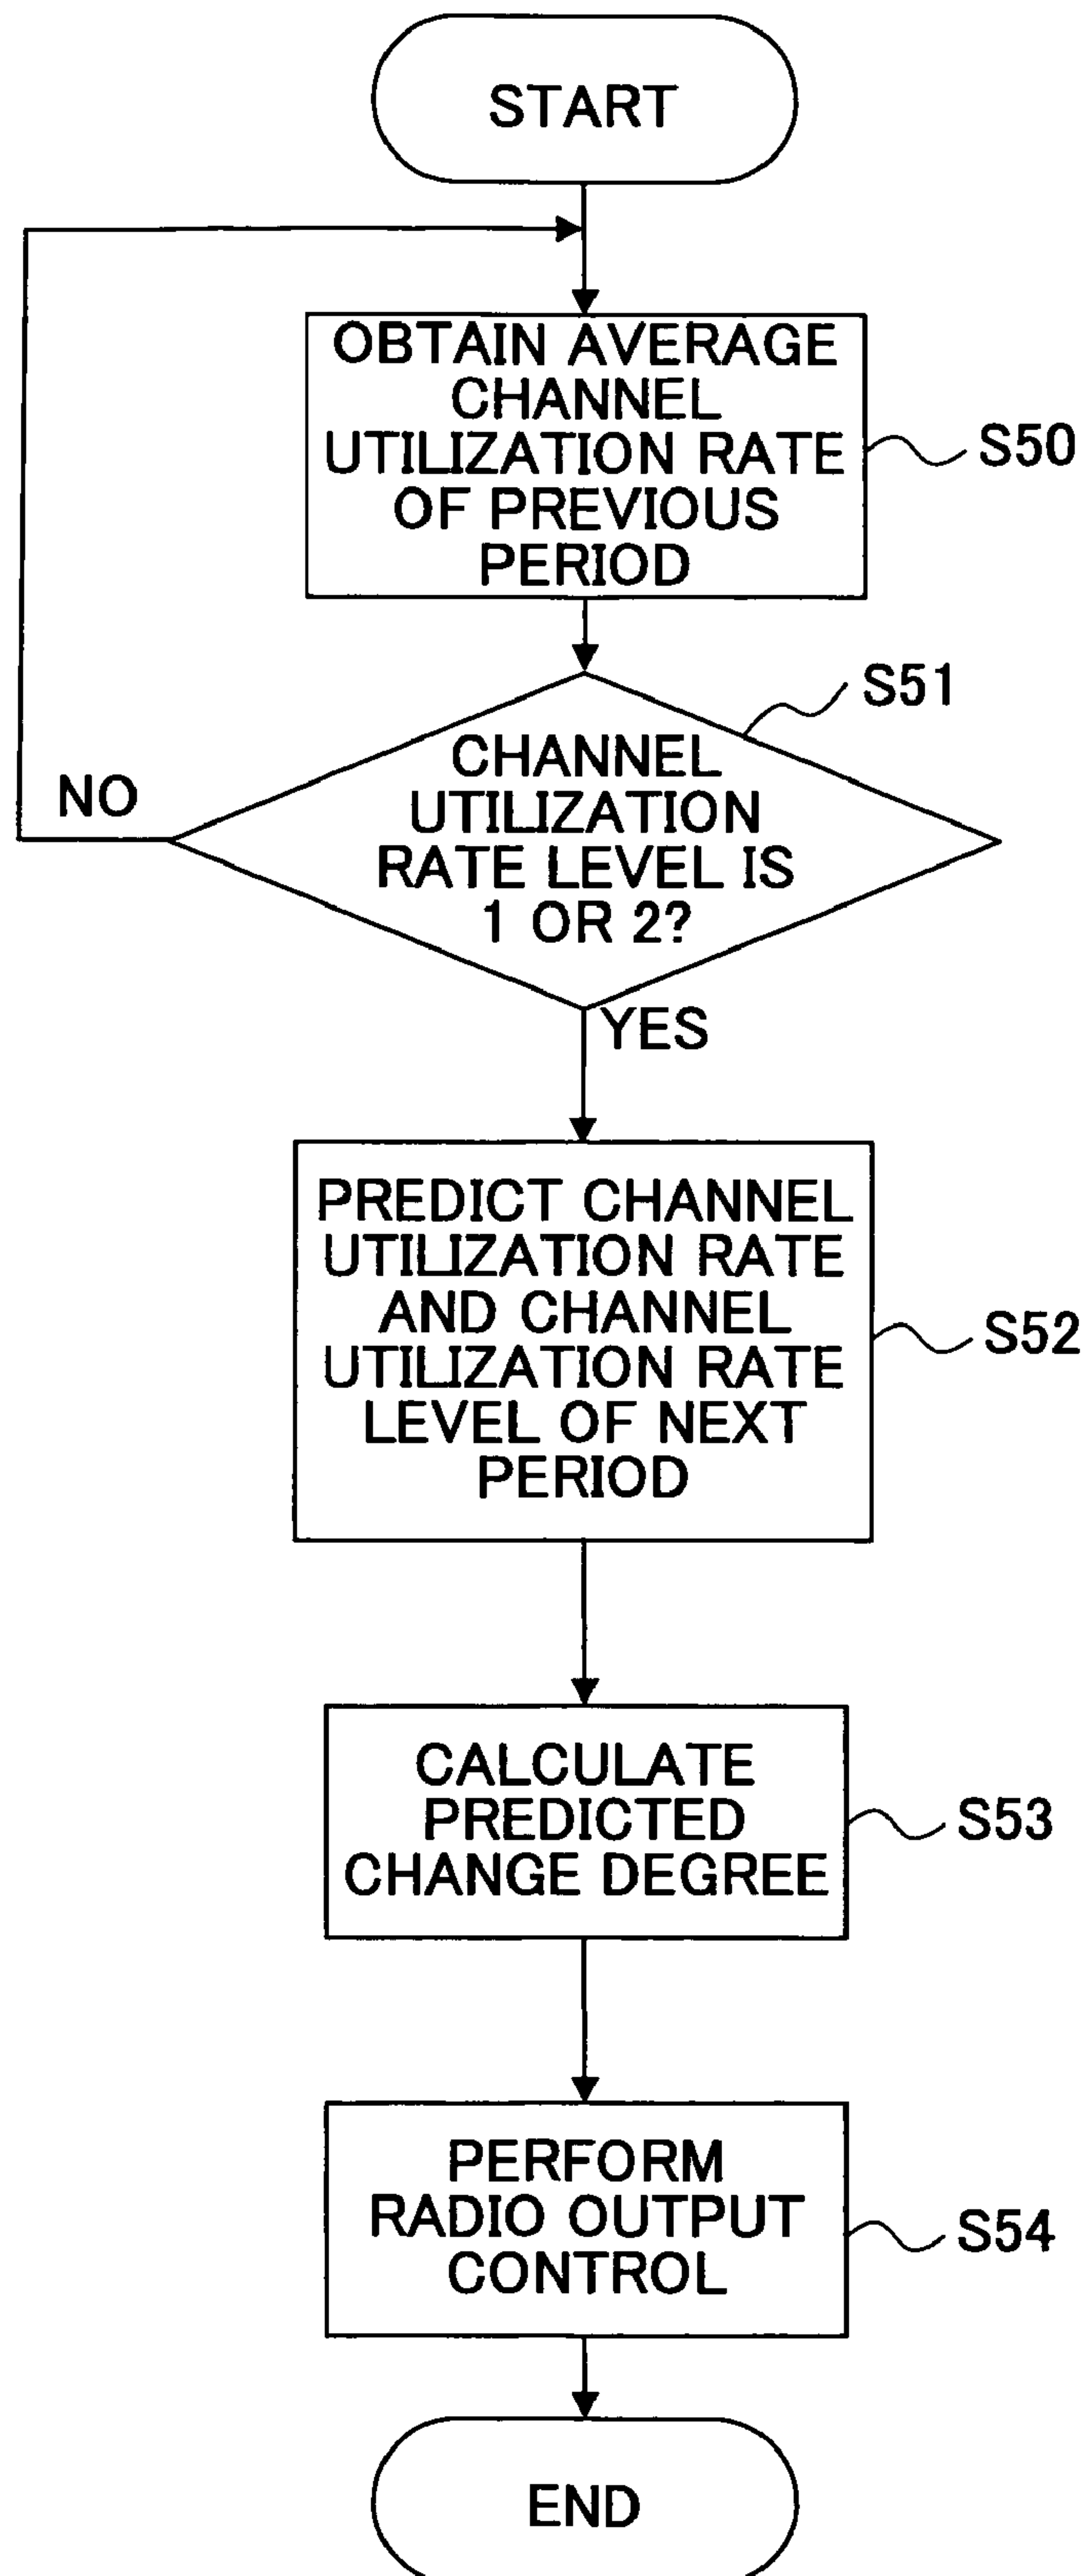 START
OBTAIN AVERAGE
CHANNEL
UTILIZATION RATE
OF PREVIOUS
PERIOD
S50
S51
CHANNEL
UTILIZATION
RATE LEVEL IS
1 OR 2?
NO
YES
PREDICT CHANNEL
UTILIZATION RATE
AND CHANNEL
UTILIZATION RATE
LEVEL OF NEXT
PERIOD
S52
CALCULATE
PREDICTED
CHANGE DEGREE
S53
PERFORM
RADIO OUTPUT
CONTROL
S54
END